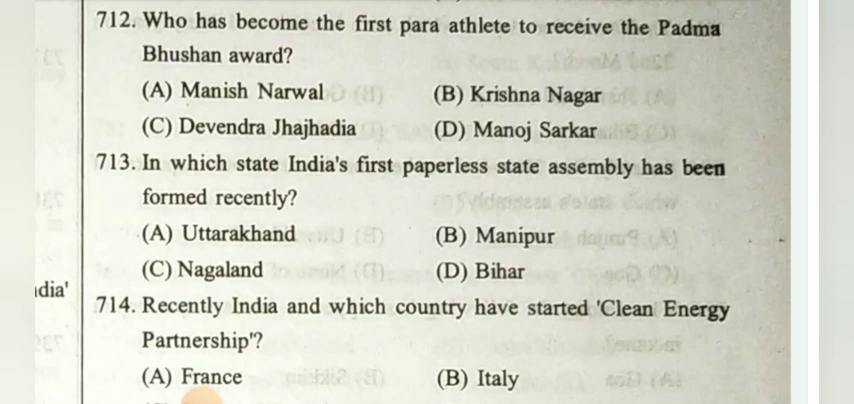 712. Who has become the first para athlete to receive the Padma
Bhushan award?
(A) Manish Narwal (B) Krishna Nagar
(C) Devendra Jhajhadia (D) Manoj Sarkar
713. In which state India's first paperless state assembly has been
formed recently?
(A) Uttarakhand (B) Manipur
(C) Nagaland (D) Bihar
dia'
714. Recently India and which country have started 'Clean Energy
Partnership'?
(A) France (B) Italy